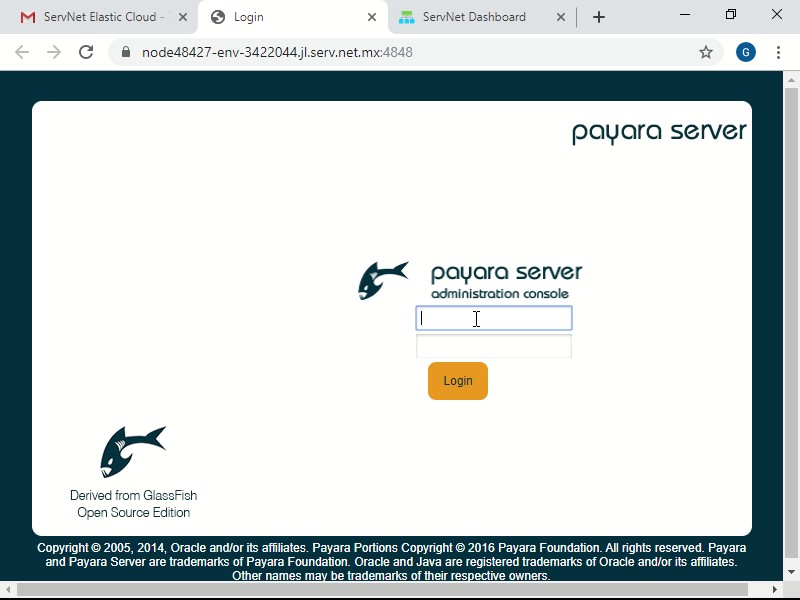 ServNet Elastic Cloud -
Login
ServNet Dashboard
node48427-env-3422044.jl.serv.net.mx:4848
G
payara server
payara server
administration console
Login
Derived from GlassFish
Open Source Edition
Copyright © 2005, 2014, Oracle and/or its affiliates. Payara Portions Copyright © 2016 Payara Foundation. All rights reserved. Payara
and Payara Server are trademarks of Payara Foundation. Oracle and Java are registered trademarks of Oracle and/or its affiliates.
Other names may be trademarks of their respective owners.